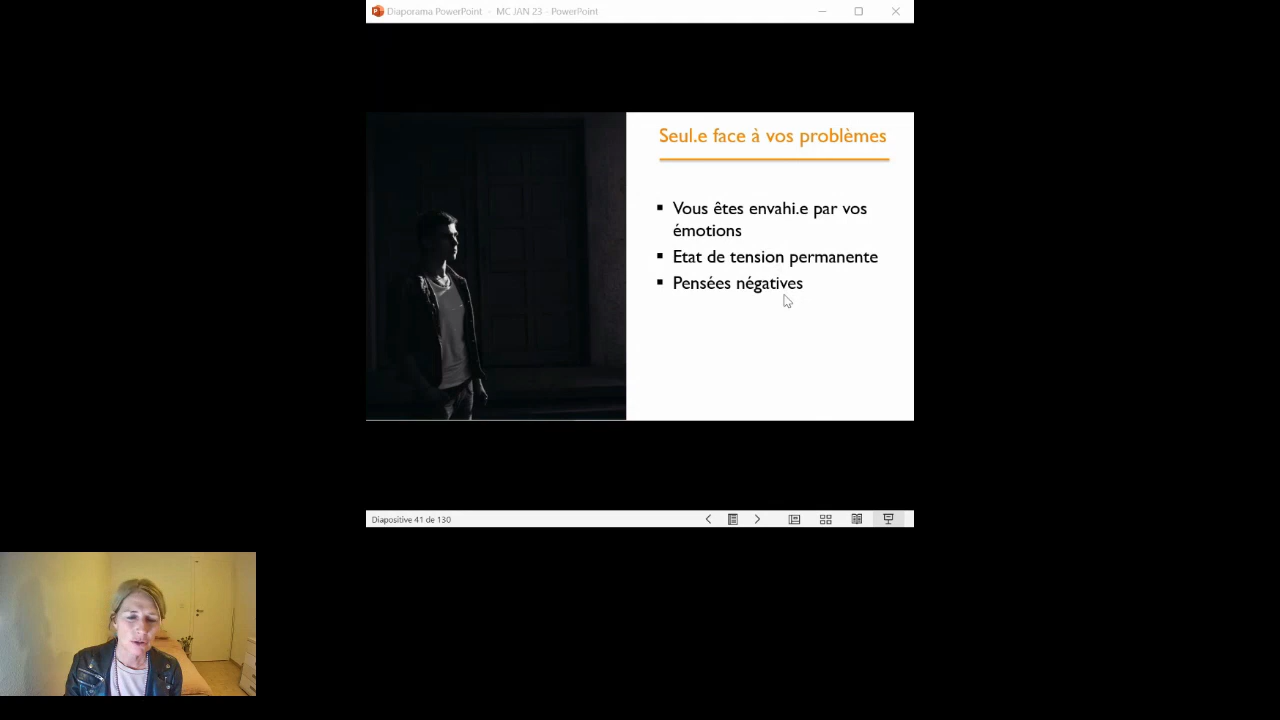 Diaporama PowerPoint - MC JAN 23 - PowerPoint
Seul.e face à vos problèmes
▪ Vous êtes envahi.e par vos
émotions
▪ Etat de tension permanente
▪ Pensées négatives
Diapositive 41 de 130